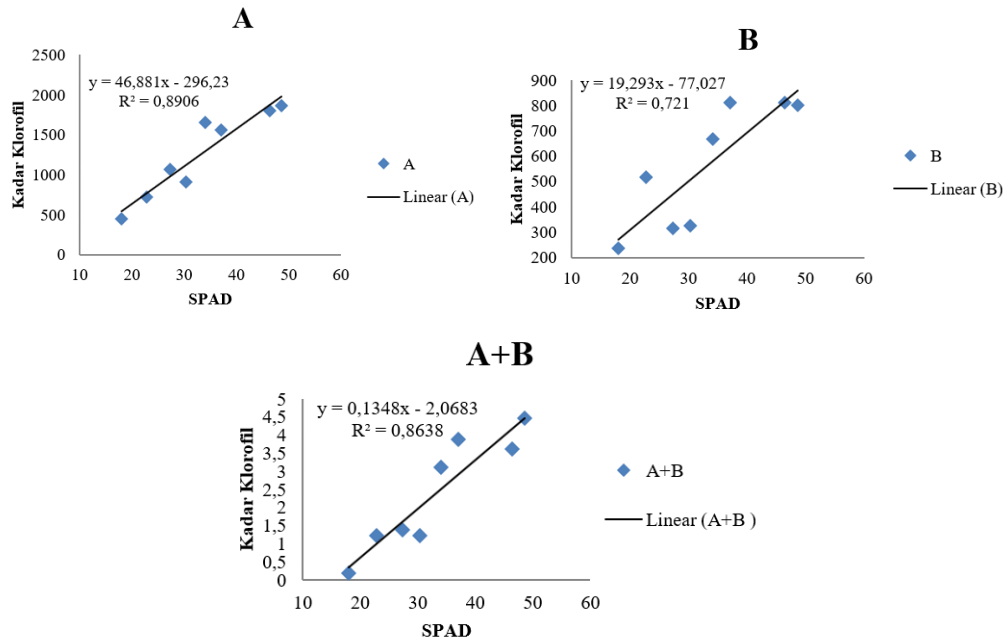 A
2500
2000
1500
1000
500
0
Kadar Klorofil
y = 46,881x - 296,23
R² = 0,8906
10 20 30 40 50 60
SPAD
A
Linear (A)
B
900
800
700
600
500
400
300
200
Kadar Klorofil
y = 19,293x - 77,027
R² = 0,721
10 20 30 40 50 60
SPAD
B
Linear (B)
A+B
5
4,5
4
3,5
3
2,5
2
1,5
1
0,5
0
Kadar Klorofil
y = 0,1348x - 2,0683
R² = 0,8638
10 20 30 40 50 60
SPAD
A+B
Linear (A+B )